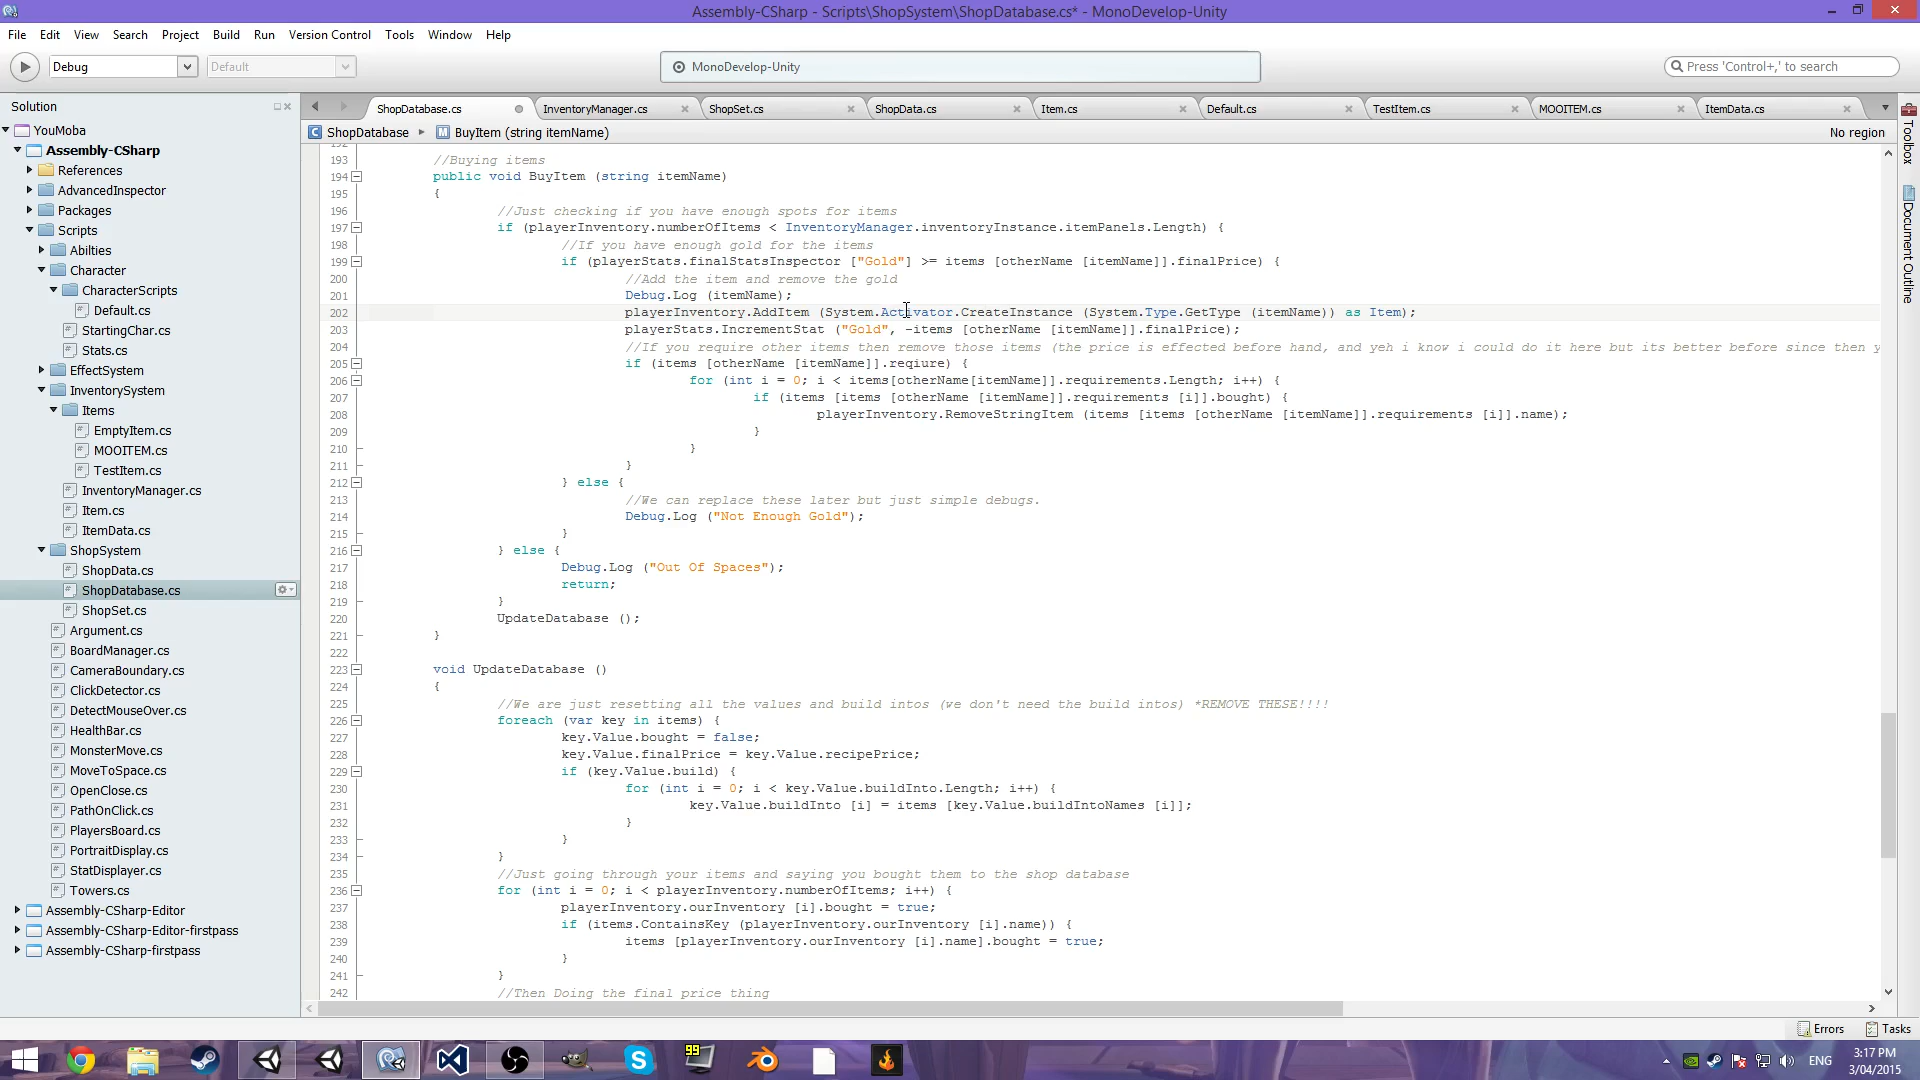 Assembly-CSharp - Scripts\ShopSystem\ShopDatabase.cs* - MonoDevelop-Unity
File Edit View Search Project Build Run Version Control Tools Window Help
Debug Default MonoDevelop-Unity Press 'Control+,' to search
Solution
YouMoba
Assembly-CSharp
References
AdvancedInspector
Packages
Scripts
Abilties
Character
CharacterScripts
Default.cs
StartingChar.cs
Stats.cs
EffectSystem
InventorySystem
Items
EmptyItem.cs
MOOITEM.cs
TestItem.cs
InventoryManager.cs
Item.cs
ItemData.cs
ShopSystem
ShopData.cs
ShopDatabase.cs
ShopSet.cs
Argument.cs
BoardManager.cs
CameraBoundary.cs
ClickDetector.cs
DetectMouseOver.cs
HealthBar.cs
MonsterMove.cs
MoveToSpace.cs
OpenClose.cs
PathOnClick.cs
PlayersBoard.cs
PortraitDisplay.cs
StatDisplayer.cs
Towers.cs
Assembly-CSharp-Editor
Assembly-CSharp-Editor-firstpass
Assembly-CSharp-firstpass
ShopDatabase.cs InventoryManager.cs ShopSet.cs ShopData.cs Item.cs Default.cs TestItem.cs MOOITEM.cs ItemData.cs
ShopDatabase BuyItem (string itemName) No region
193 //Buying items
194 public void BuyItem (string itemName)
195 {
196 //Just checking if you have enough spots for items
197 if (playerInventory.numberOfItems < InventoryManager.inventoryInstance.itemPanels.Length) {
198 //If you have enough gold for the items
199 if (playerStats.finalStatsInspector ["Gold"] >= items [otherName [itemName]].finalPrice) {
200 //Add the item and remove the gold
201 Debug.Log (itemName);
202 playerInventory.AddItem (System.Activator.CreateInstance (System.Type.GetType (itemName)) as Item);
203 playerStats.IncrementStat ("Gold", -items [otherName [itemName]].finalPrice);
204 //If you require other items then remove those items (the price is effected before hand, and yeh i know i could do it here but its better before since then y
205 if (items [otherName [itemName]].reqiure) {
206 for (int i = 0; i < items[otherName[itemName]].requirements.Length; i++) {
207 if (items [items [otherName [itemName]].requirements [i]].bought) {
208 playerInventory.RemoveStringItem (items [items [otherName [itemName]].requirements [i]].name);
209 }
210 }
211 }
212 } else {
213 //We can replace these later but just simple debugs.
214 Debug.Log ("Not Enough Gold");
215 }
216 } else {
217 Debug.Log ("Out Of Spaces");
218 return;
219 }
220 UpdateDatabase ();
221 }
222
223 void UpdateDatabase ()
224 {
225 //We are just resetting all the values and build intos (we don't need the build intos) *REMOVE THESE!!!!
226 foreach (var key in items) {
227 key.Value.bought = false;
228 key.Value.finalPrice = key.Value.recipePrice;
229 if (key.Value.build) {
230 for (int i = 0; i < key.Value.buildInto.Length; i++) {
231 key.Value.buildInto [i] = items [key.Value.buildIntoNames [i]];
232 }
233 }
234 }
235 //Just going through your items and saying you bought them to the shop database
236 for (int i = 0; i < playerInventory.numberOfItems; i++) {
237 playerInventory.ourInventory [i].bought = true;
238 if (items.ContainsKey (playerInventory.ourInventory [i].name)) {
239 items [playerInventory.ourInventory [i].name].bought = true;
240 }
241 }
242 //Then Doing the final price thing
Toolbox
Document Outline
Errors Tasks
99
ENG
3:17 PM
3/04/2015